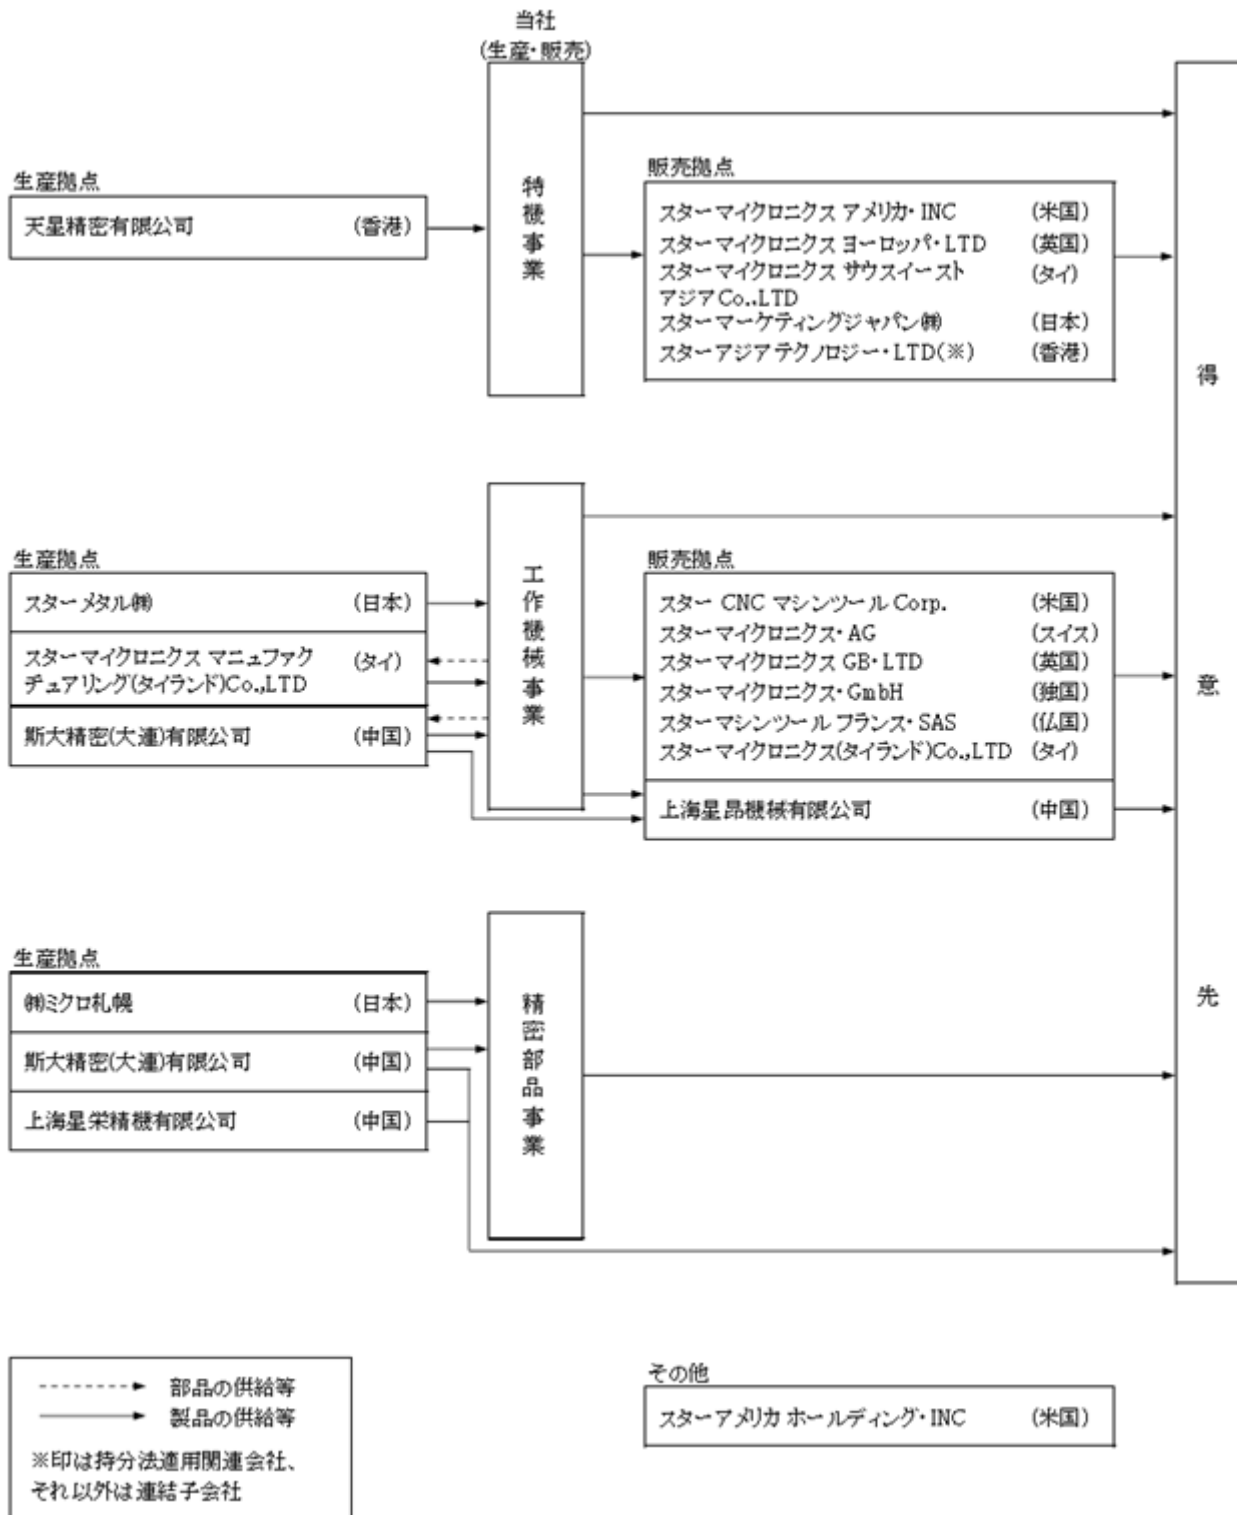 当社
(生産・販売)
特機事業
生産拠点
天星精密有限公司 (香港)
販売拠点
スターマイクロニクス アメリカ・INC (米国)
スターマイクロニクス ヨーロッパ・LTD (英国)
スターマイクロニクス サウスイースト (タイ)
アジア Co.,LTD
スターマーケティングジャパン㈱ (日本)
スターアジアテクノロジー・LTD(※) (香港)
得意先
工作機械事業
生産拠点
スターメタル㈱ (日本)
スターマイクロニクス マニュファク (タイ)
チュアリング(タイランド)Co.,LTD
斯大精密(大連)有限公司 (中国)
販売拠点
スター CNC マシンツール Corp. (米国)
スターマイクロニクス・AG (スイス)
スターマイクロニクス GB・LTD (英国)
スターマイクロニクス・GmbH (独国)
スターマシンツール フランス・SAS (仏国)
スターマイクロニクス(タイランド)Co.,LTD (タイ)
上海星昂機械有限公司 (中国)
精密部品事業
生産拠点
㈱ミクロ札幌 (日本)
斯大精密(大連)有限公司 (中国)
上海星栄精機有限公司 (中国)
部品の供給等
製品の供給等
※印は持分法適用関連会社、
それ以外は連結子会社
その他
スターアメリカ ホールディング・INC (米国)